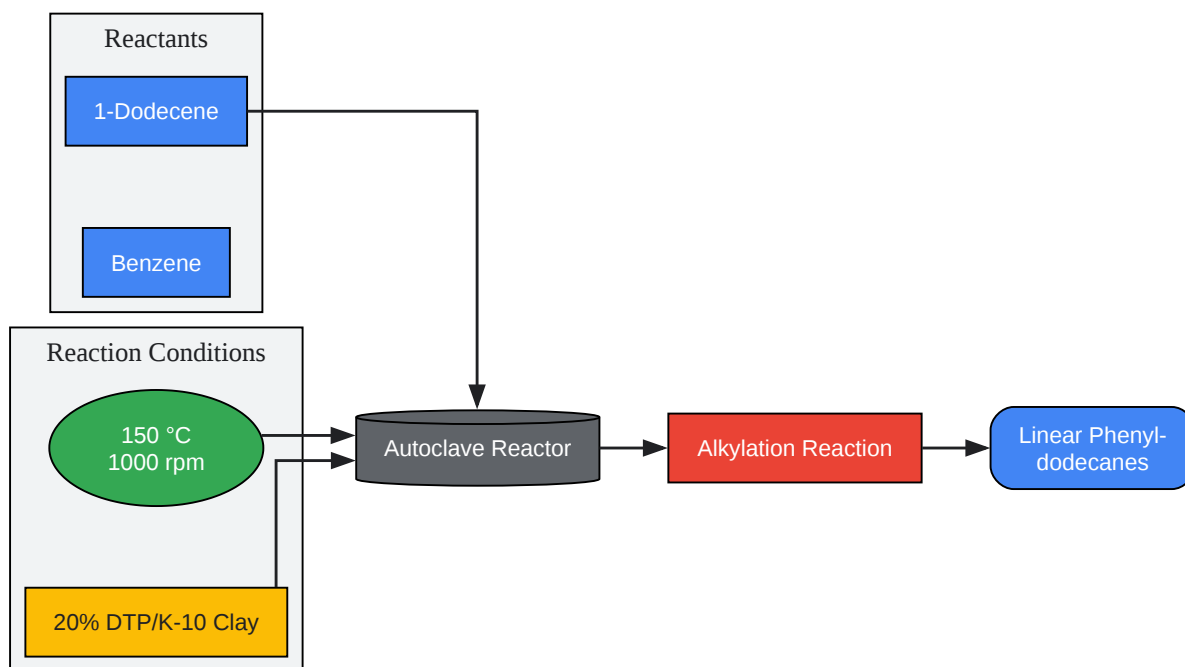 Reactants
1-Dodecene
Benzene
Reaction Conditions
150 °C
1000 rpm
20% DTP/K-10 Clay
Autoclave Reactor
Alkylation Reaction
Linear Phenyl-
dodecanes